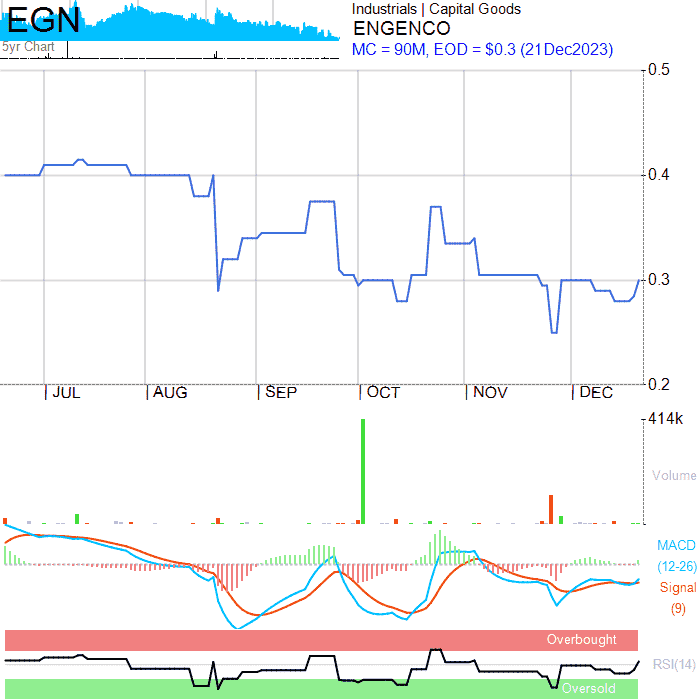 EGN
5yr Chart
Industrials | Capital Goods
ENGENCO
MC = 90M, EOD = $0.3 (21Dec2023)
0.5
0.4
0.3
0.2
JUL AUG SEP OCT NOV DEC
414k
Volume
MACD
(12-26)
Signal
(9)
Overbought
RSI(14)
Oversold